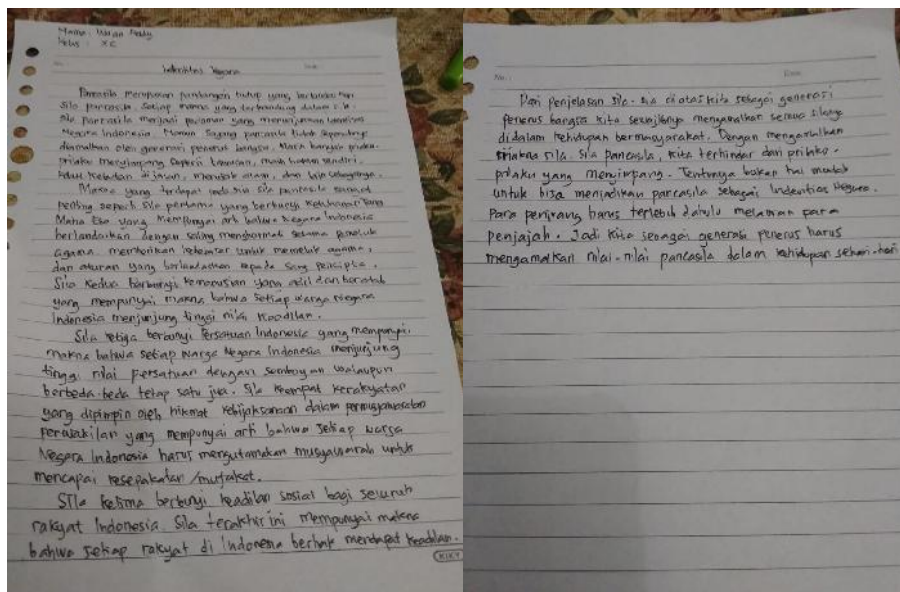 Nama :
Kelas : XC
Identitas Negara
Pancasila merupakan pandangan hidup yang berlandaskan
sila pancasila. Setiap makna yang terkandung dalam sila-
sila pancasila menjadi pedoman yang menunjukkan identitas
Negara Indonesia. Namun sayang pancasila tidak sepenuhnya
diamalkan oleh generasi penerus bangsa. Masih banyak prilaku-
prilaku menyimpang seperti tawuran, main hakim sendiri,
di jalan, merusak alam, dan lain sebagainya.
Makna yang terdapat pada sila pancasila sangat
penting seperti sila pertama yang berbunyi Ketuhanan Yang
Maha Esa yang mempunyai arti bahwa Negara Indonesia
berlandaskan dengan saling menghormati sesama pemeluk
agama, memberikan kebebasan untuk memeluk agama,
dan aturan yang berlandaskan kepada Sang Pencipta.
Sila kedua berbunyi kemanusian yang adil dan beradab
yang mempunyai makna bahwa setiap warga Negara
Indonesia menjunjung tinggi nilai keadilan.
Sila ketiga berbunyi Persatuan Indonesia yang mempunyai
makna bahwa setiap warga Negara Indonesia menjunjung
tinggi nilai persatuan dengan semboyan walaupun
berbeda-beda tetap satu jua. Sila keempat kerakyatan
yang dipimpin oleh hikmat kebijaksanaan dalam permusyawaratan
perwakilan yang mempunyai arti bahwa setiap warga
Negara Indonesia harus mengutamakan musyawarah untuk
mencapai kesepakatan /mufakat.
Sila kelima berbunyi keadilan sosial bagi seluruh
rakyat Indonesia. Sila terakhir ini mempunyai makna
bahwa setiap rakyat di Indonesia berhak mendapat keadilan.
KIKY
No. :
Date :
Dari penjelasan sila-sila di atas kita sebagai generasi
penerus bangsa kita seharusnya mengamalkan semua silanya
didalam kehidupan bermasyarakat. Dengan mengamalkan
makna sila-sila pancasila, kita terhindar dari prilaku-
prilaku yang menyimpang. Tentunya bukan hal mudah
untuk bisa menjadikan pancasila sebagai Indentitas Negara.
Para pejuang harus terlebih dahulu melawan para
penjajah. Jadi kita sebagai generasi penerus harus
mengamalkan nilai-nilai pancasila dalam kehidupan sehari-hari